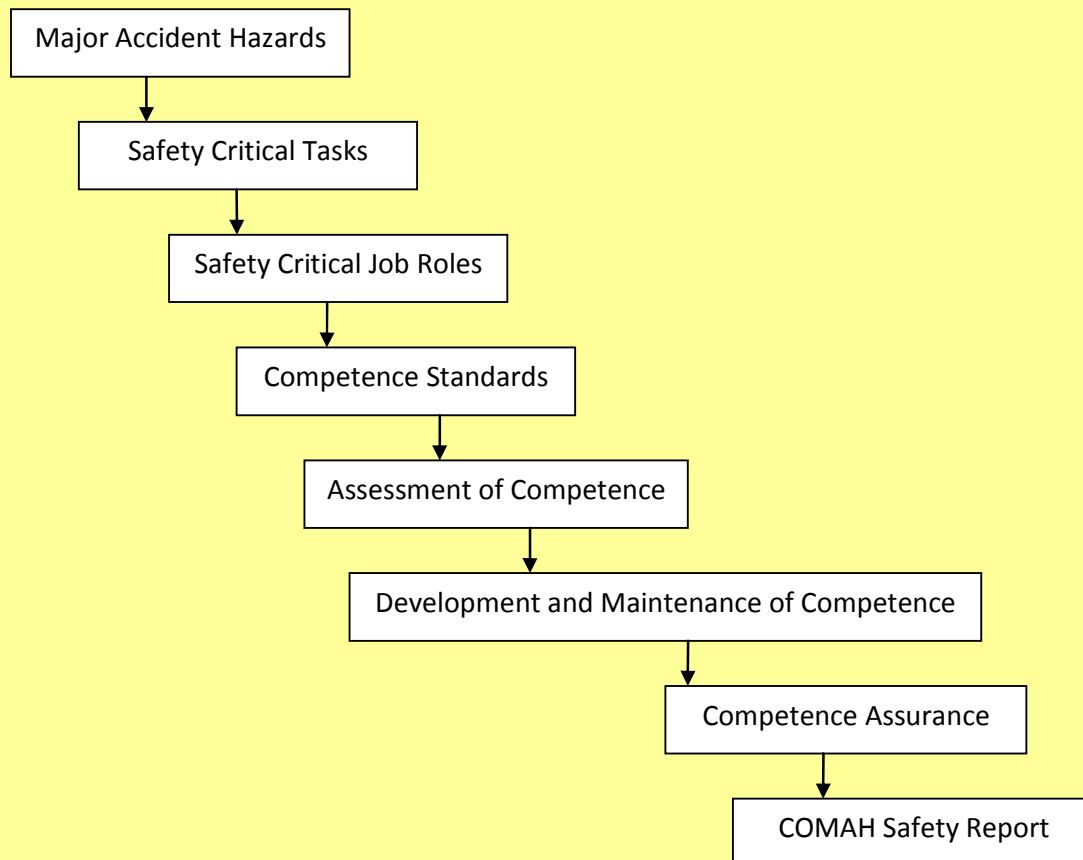 Major Accident Hazards
Safety Critical Tasks
Safety Critical Job Roles
Competence Standards
Assessment of Competence
Development and Maintenance of Competence
Competence Assurance
COMAH Safety Report